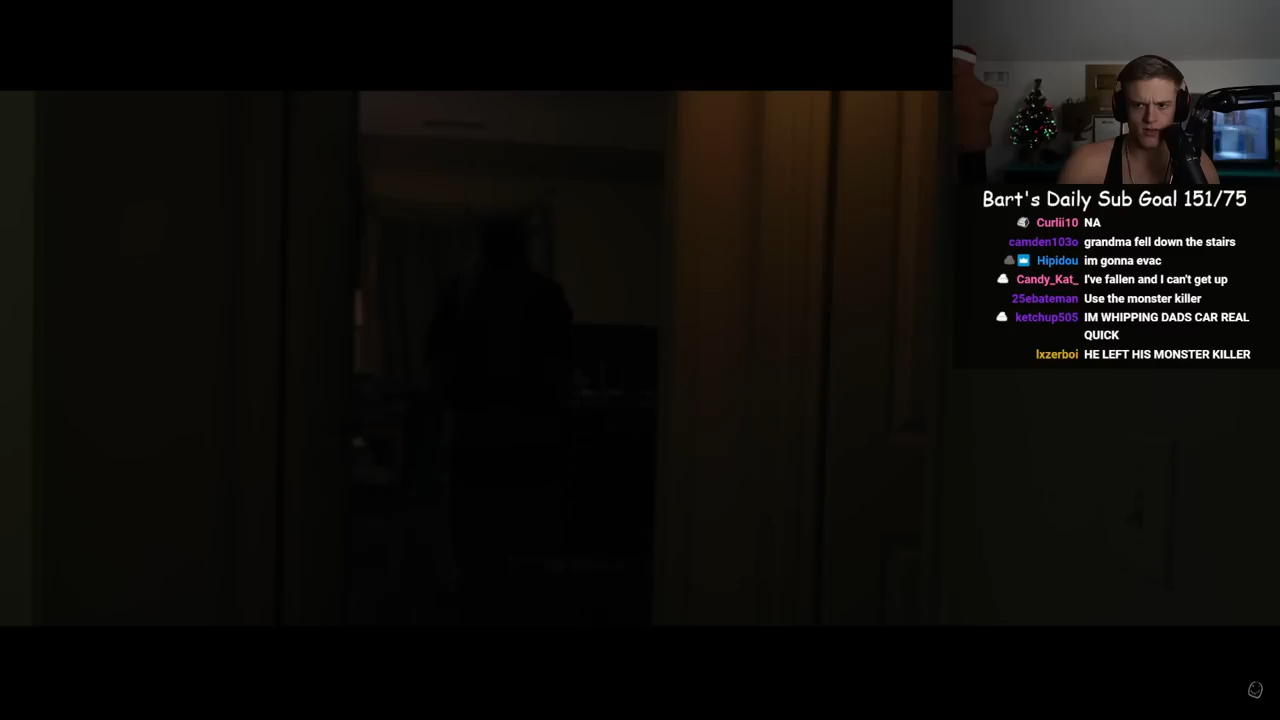 Bart's Daily Sub Goal 151/75
Curlii10 NA
camden103o grandma fell down the stairs
Hipidou im gonna evac
Candy_Kat_ I've fallen and I can't get up
25ebateman Use the monster killer
ketchup505 IM WHIPPING DADS CAR REAL
QUICK
lxzerboi HE LEFT HIS MONSTER KILLER